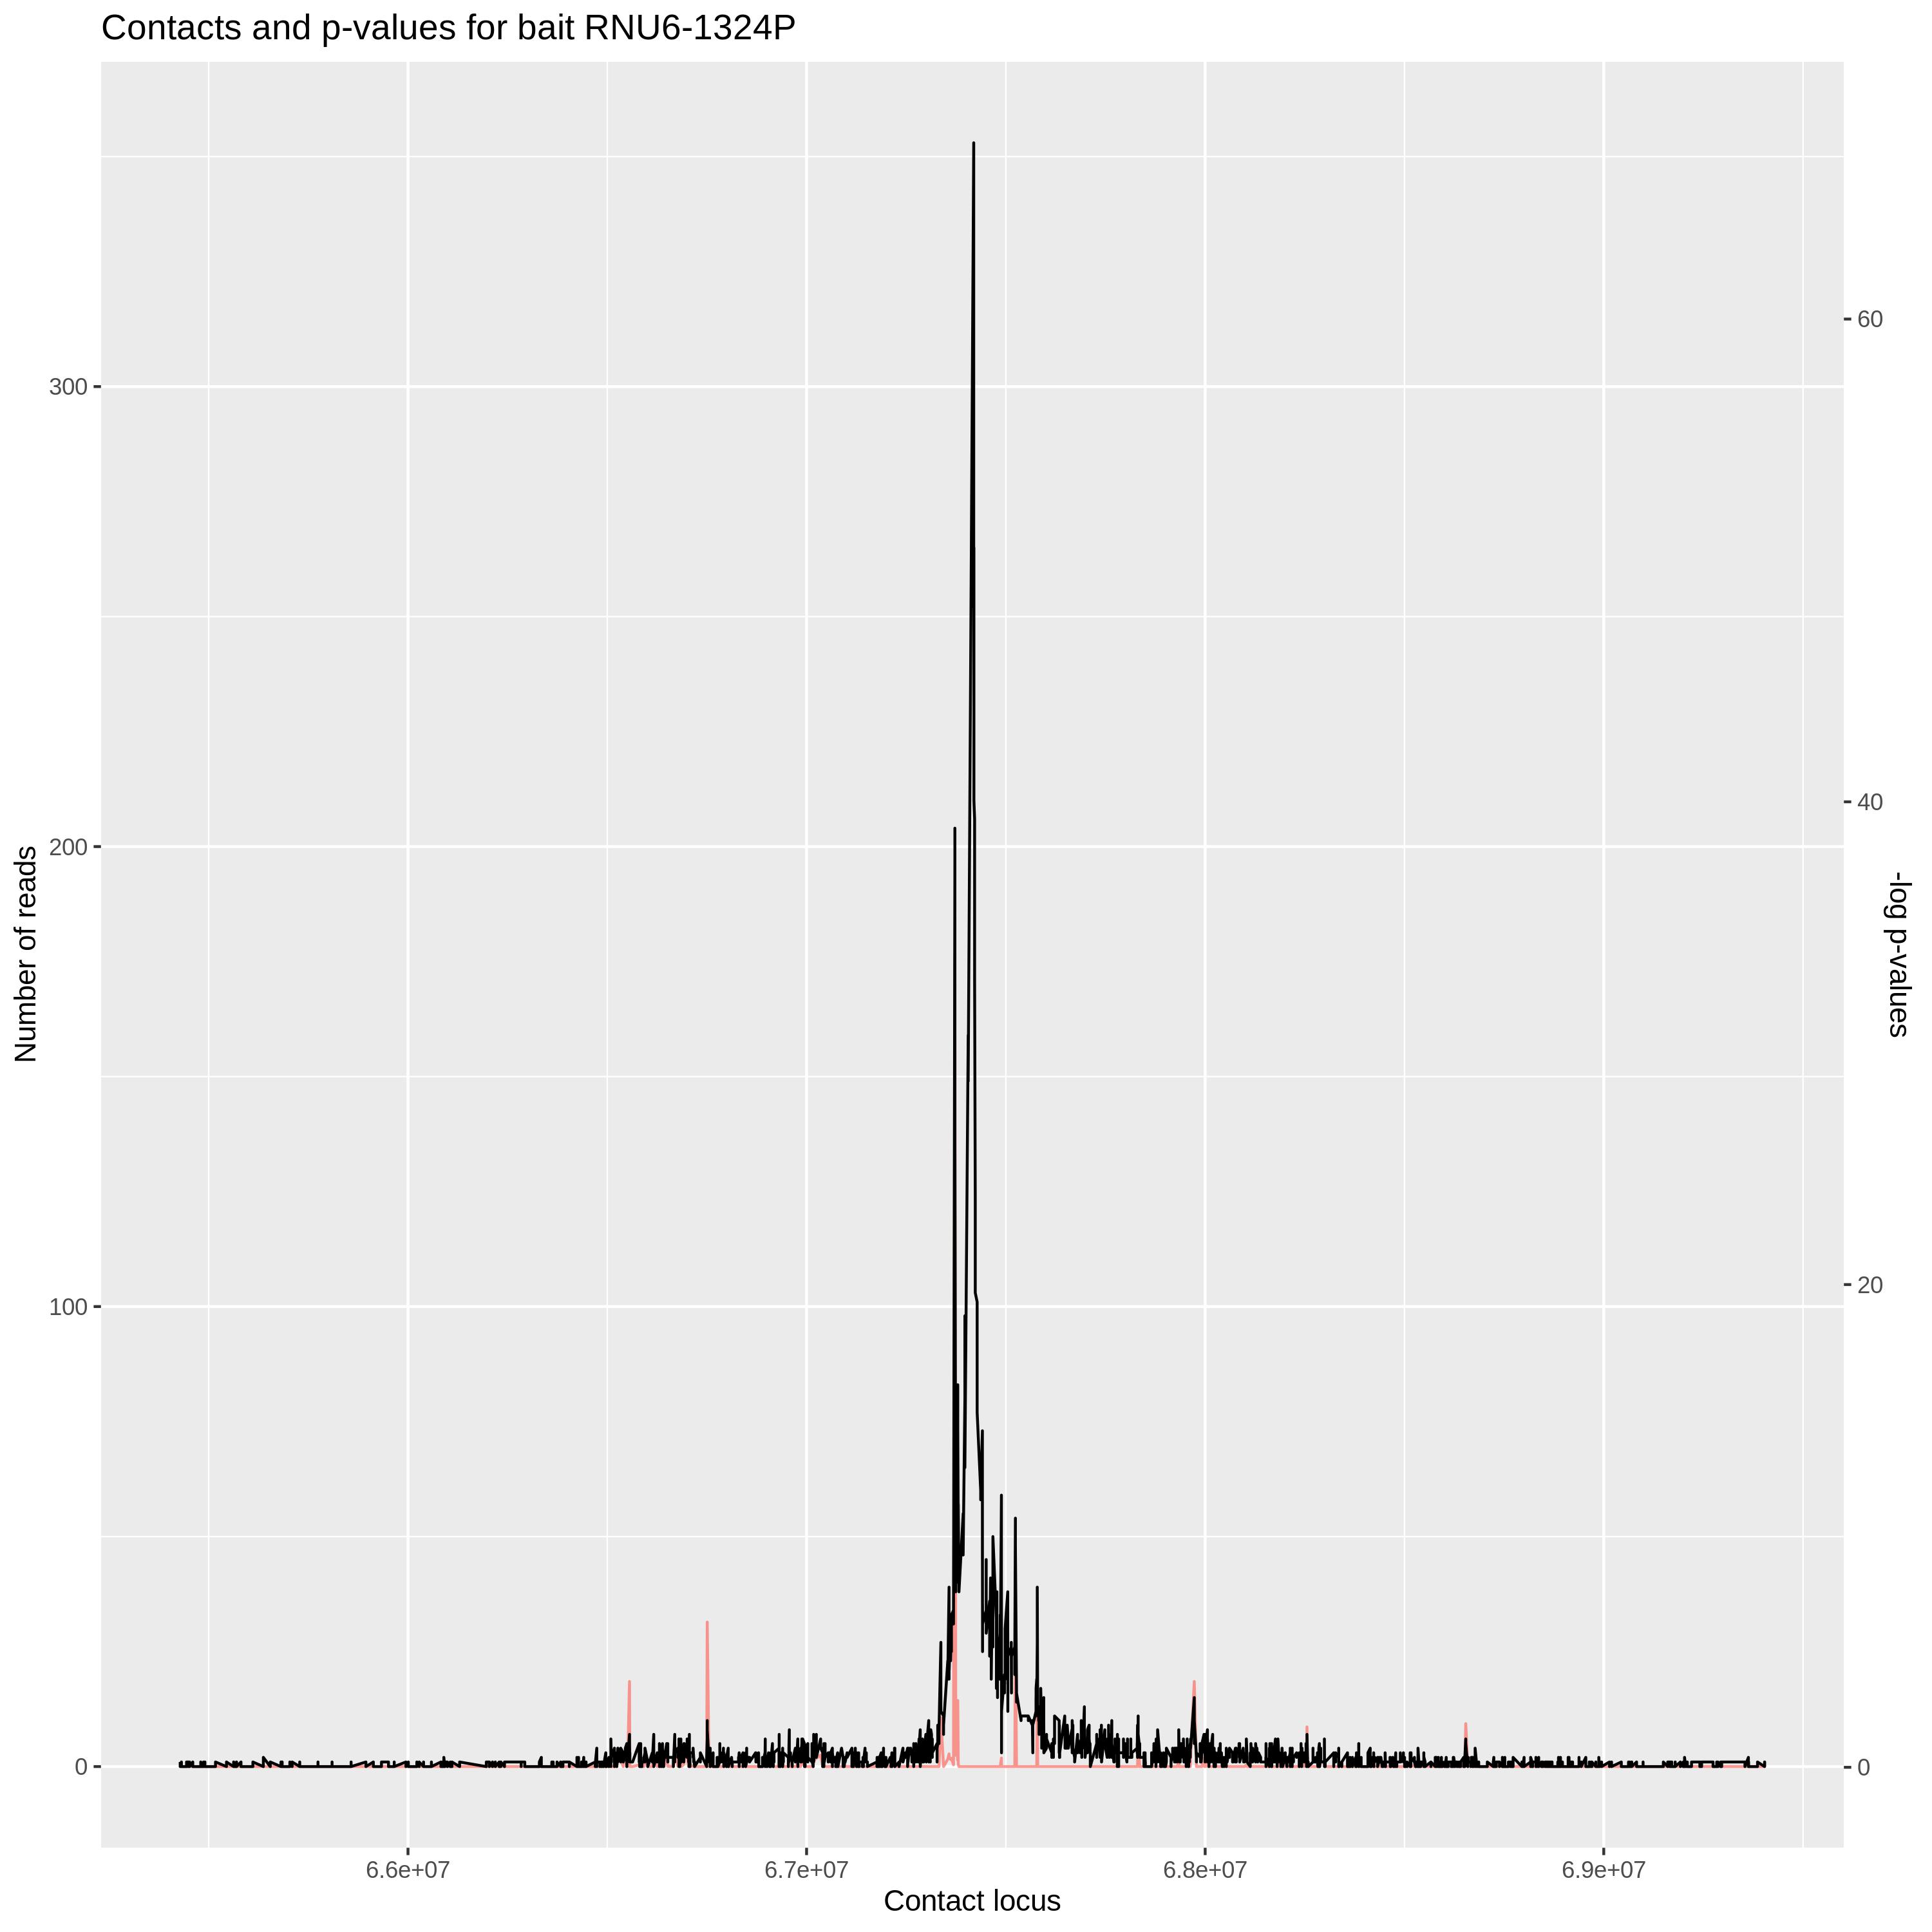 Contacts and p-values for bait RNU6-1324P
Number of reads
300
200
100
0
60
40
20
0
-log p-values
6.6e+07 6.7e+07 6.8e+07 6.9e+07
Contact locus